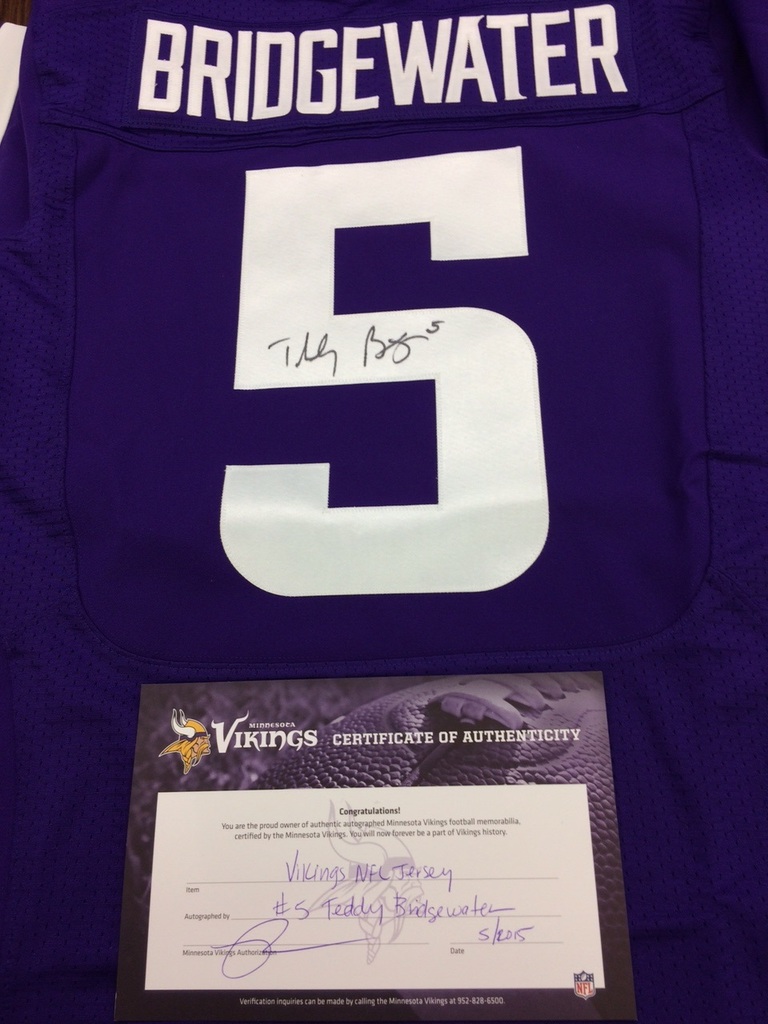 BRIDGEWATER
5
Teddy B 5
MINNESOTA
VIKINGS CERTIFICATE OF AUTHENTICITY
Congratulations!
You are the proud owner of authentic autographed Minnesota Vikings football memorabilia,
certified by the Minnesota Vikings. You will now forever be a part of Vikings history.
Vikings NFL Jersey
Item
Autographed by #5 Teddy Bridgewater
Minnesota Vikings Authorization Date 5/2015
NFL
Verification inquiries can be made by calling the Minnesota Vikings at 952-828-6500.